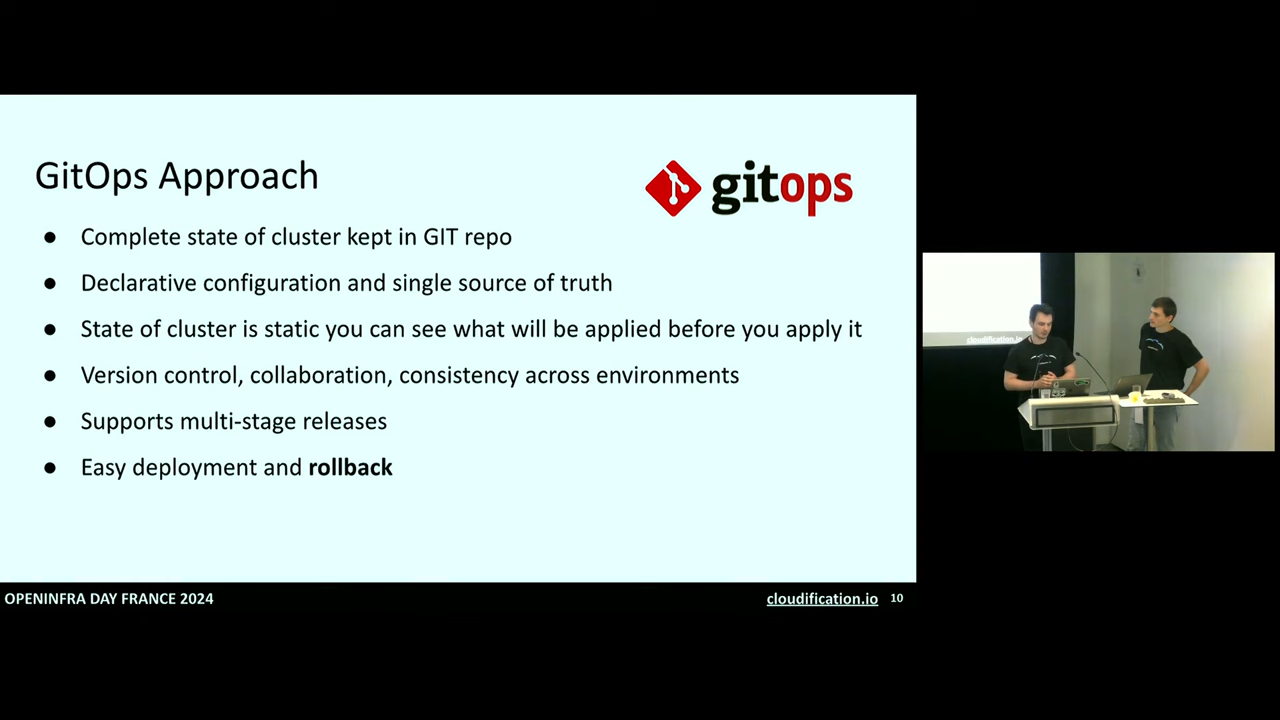 GitOps Approach
gitops
● Complete state of cluster kept in GIT repo
● Declarative configuration and single source of truth
● State of cluster is static you can see what will be applied before you apply it
● Version control, collaboration, consistency across environments
● Supports multi-stage releases
● Easy deployment and rollback
OPENINFRA DAY FRANCE 2024
cloudification.io 10
cloudification.io